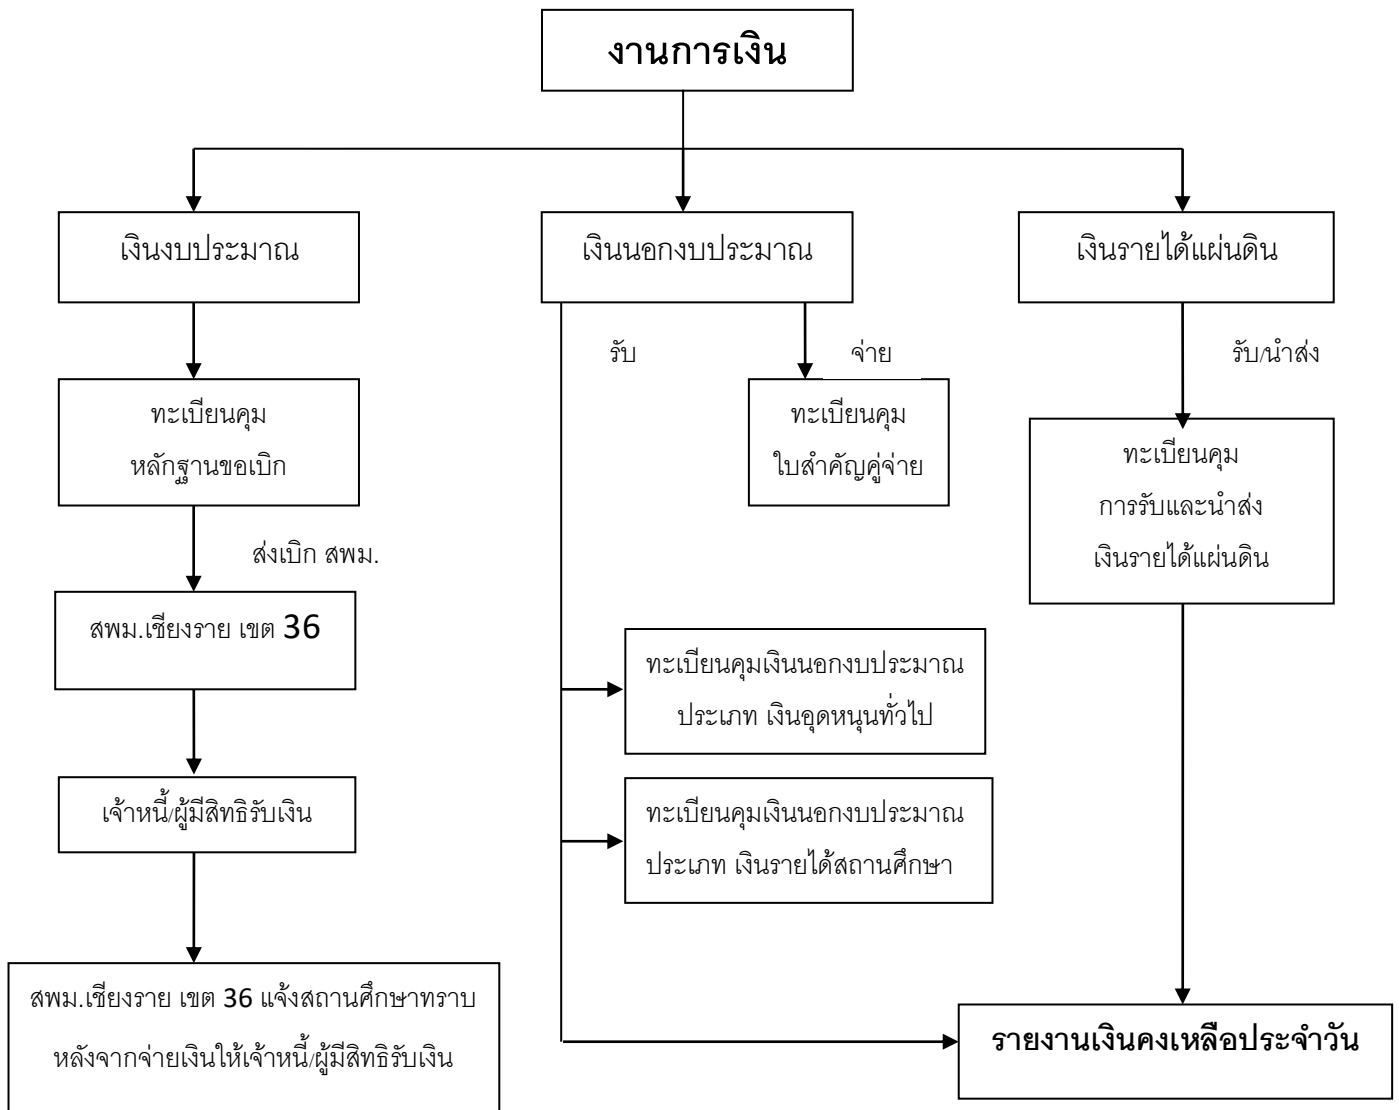 งานการเงิน
เงินงบประมาณ
เงินนอกงบประมาณ
เงินรายได้แผ่นดิน
รับ
จ่าย
รับ/นำส่ง
ทะเบียนคุม
หลักฐานขอเบิก
ทะเบียนคุม
ใบสำคัญคู่จ่าย
ทะเบียนคุม
การรับและนำส่ง
เงินรายได้แผ่นดิน
ส่งเบิก สพม.
สพม.เชียงราย เขต 36
ทะเบียนคุมเงินนอกงบประมาณ
ประเภท เงินอุดหนุนทั่วไป
เจ้าหนี้/ผู้มีสิทธิรับเงิน
ทะเบียนคุมเงินนอกงบประมาณ
ประเภท เงินรายได้สถานศึกษา
สพม.เชียงราย เขต 36 แจ้งสถานศึกษาทราบ
หลังจากจ่ายเงินให้เจ้าหนี้/ผู้มีสิทธิรับเงิน
รายงานเงินคงเหลือประจำวัน